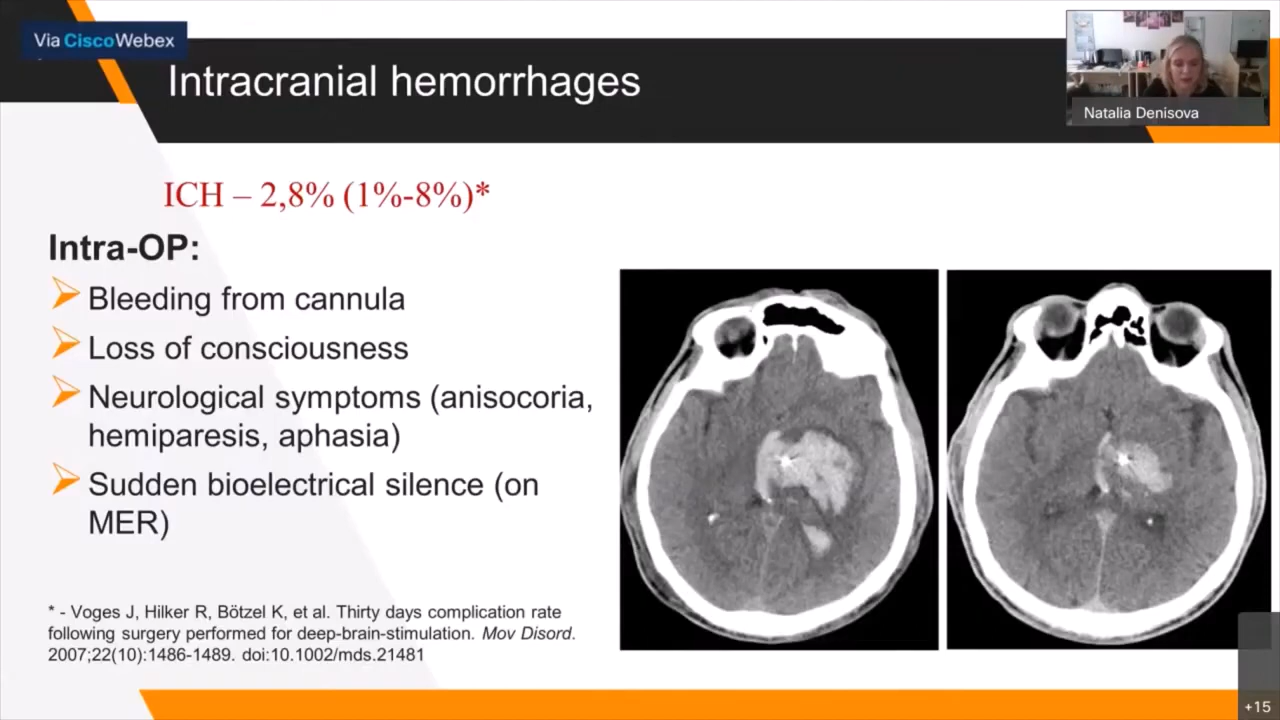 Via CiscoWebex
Intracranial hemorrhages
Natalia Denisova
ICH – 2,8% (1%-8%)*
Intra-OP:
Bleeding from cannula
Loss of consciousness
Neurological symptoms (anisocoria,
hemiparesis, aphasia)
Sudden bioelectrical silence (on
MER)
* - Voges J, Hilker R, Bötzel K, et al. Thirty days complication rate
following surgery performed for deep-brain-stimulation. Mov Disord.
2007;22(10):1486-1489. doi:10.1002/mds.21481
+15